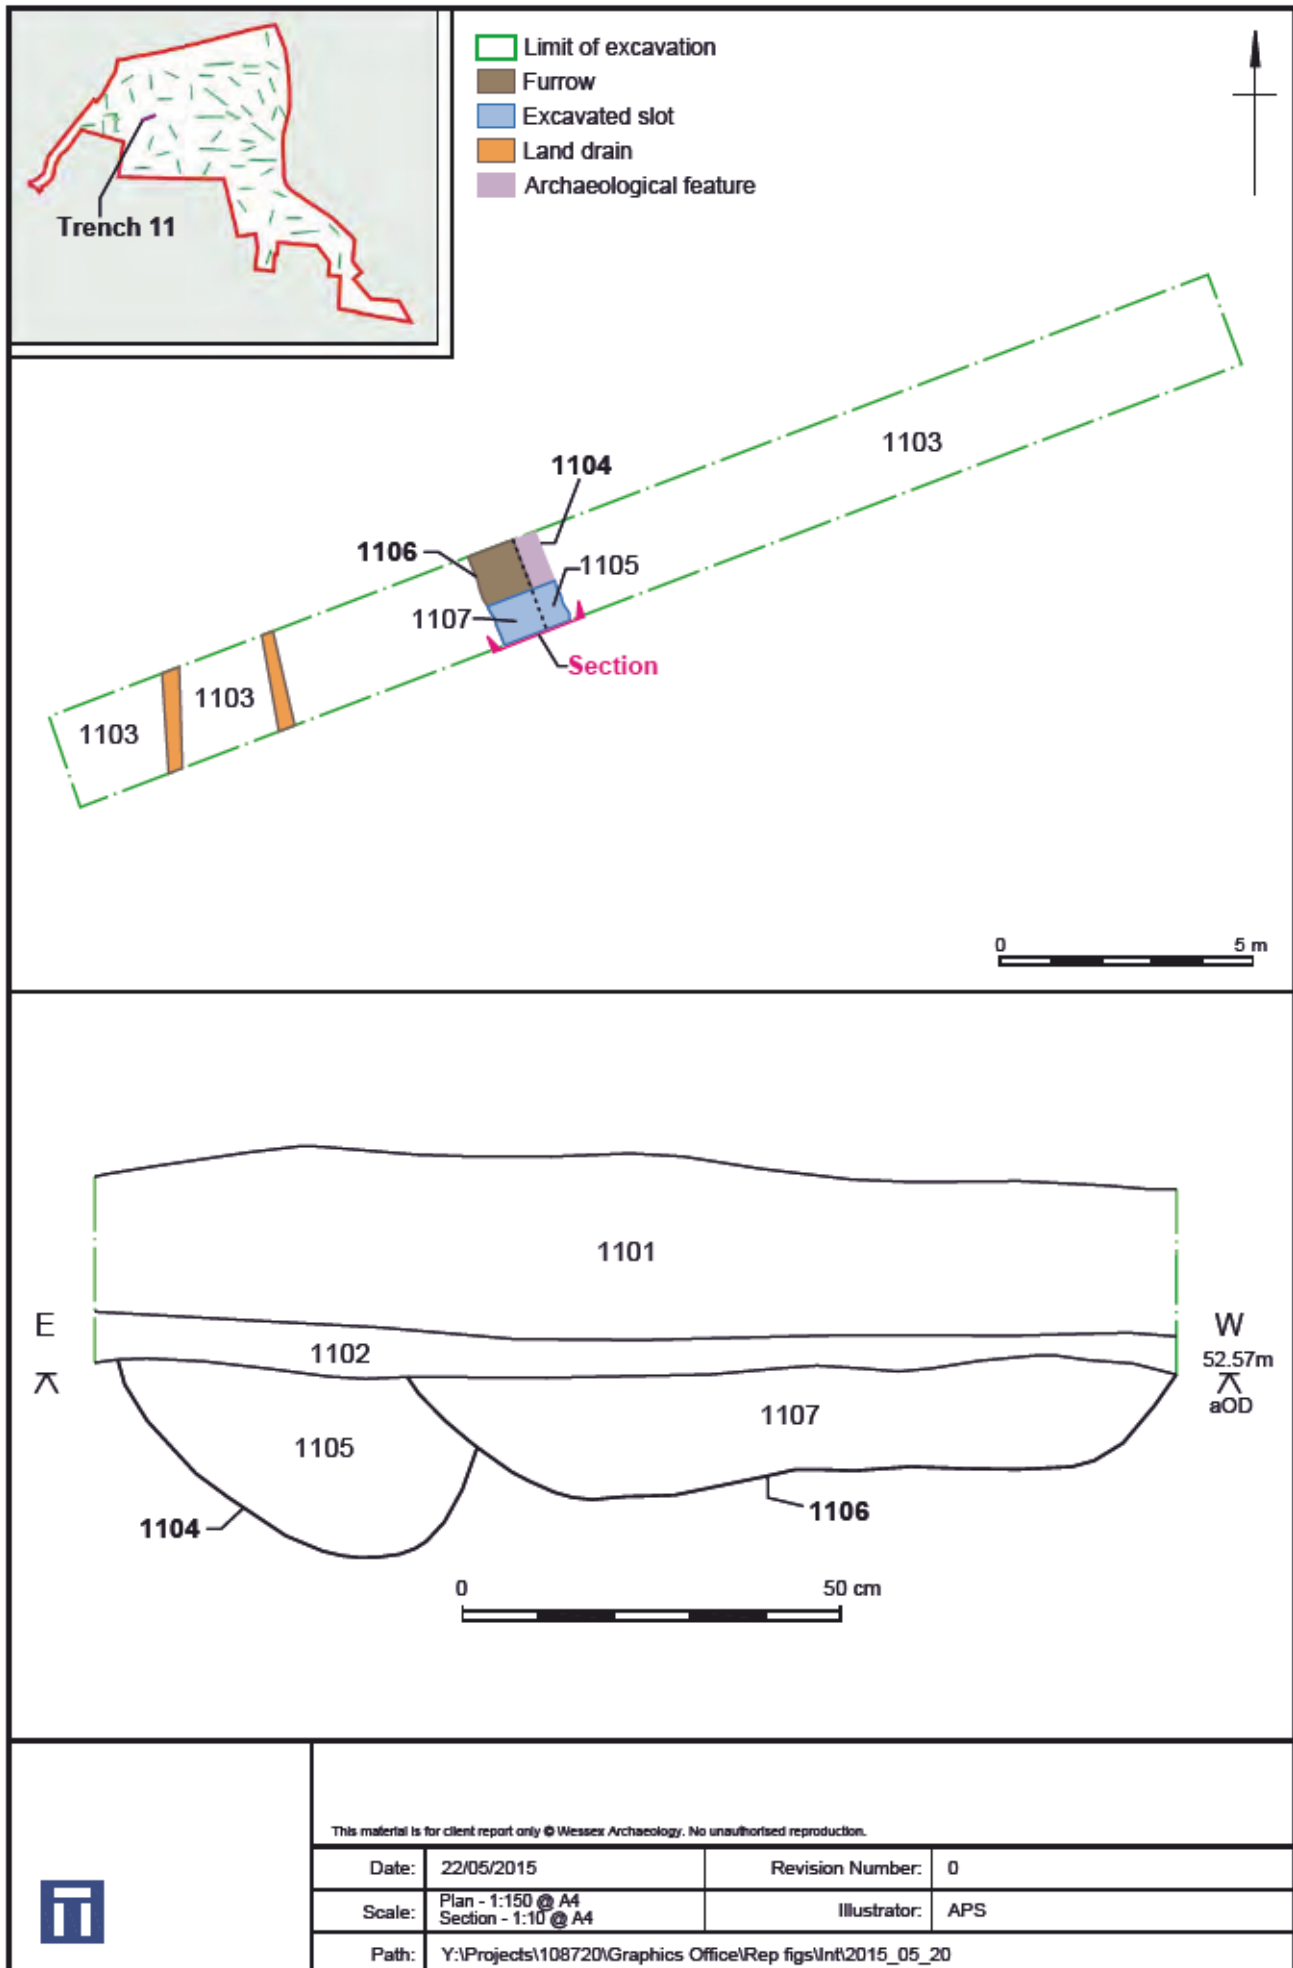 Limit of excavation
Furrow
Excavated slot
Land drain
Archaeological feature
Trench 11
1103
1104
1106
1105
1107
Section
1103
1103
0 5 m
1101
E
W
1102
52.57m
aOD
1107
1105
1106
1104
0 50 cm
This material is for client report only © Wessex Archaeology. No unauthorised reproduction.
Date: 22/05/2015 Revision Number: 0
Scale: Plan - 1:150 @ A4
Section - 1:10 @ A4 Illustrator: APS
Path: Y:\Projects\108720\Graphics Office\Rep figs\Int\2015_05_20